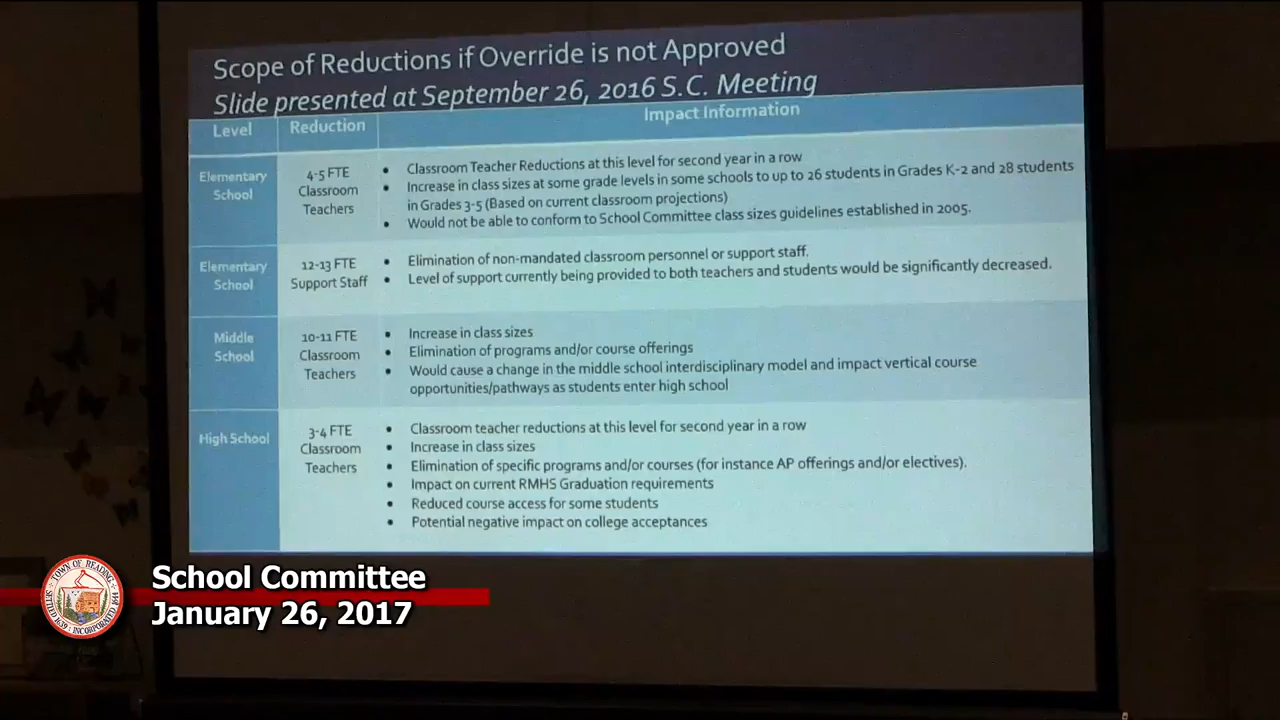 Scope of Reductions if Override is not Approved
Slide presented at September 26, 2016 S.C. Meeting
Level
Reduction
Impact Information
Elementary
School
4-5 FTE
Classroom
Teachers
• Classroom Teacher Reductions at this level for second year in a row
• Increase in class sizes at some grade levels in some schools to up to 26 students in Grades K-2 and 28 students
in Grades 3-5 (Based on current classroom projections)
• Would not be able to conform to School Committee class sizes guidelines established in 2005.
Elementary
School
12-13 FTE
Support Staff
• Elimination of non-mandated classroom personnel or support staff.
• Level of support currently being provided to both teachers and students would be significantly decreased.
Middle
School
10-11 FTE
Classroom
Teachers
• Increase in class sizes
• Elimination of programs and/or course offerings
• Would cause a change in the middle school interdisciplinary model and impact vertical course
opportunities/pathways as students enter high school
High School
3-4 FTE
Classroom
Teachers
• Classroom teacher reductions at this level for second year in a row
• Increase in class sizes
• Elimination of specific programs and/or courses (for instance AP offerings and/or electives).
• Impact on current RMHS Graduation requirements
• Reduced course access for some students
• Potential negative impact on college acceptances
TOWN OF READING
SETTLED 1639 INCORPORATED 1644
School Committee
January 26, 2017